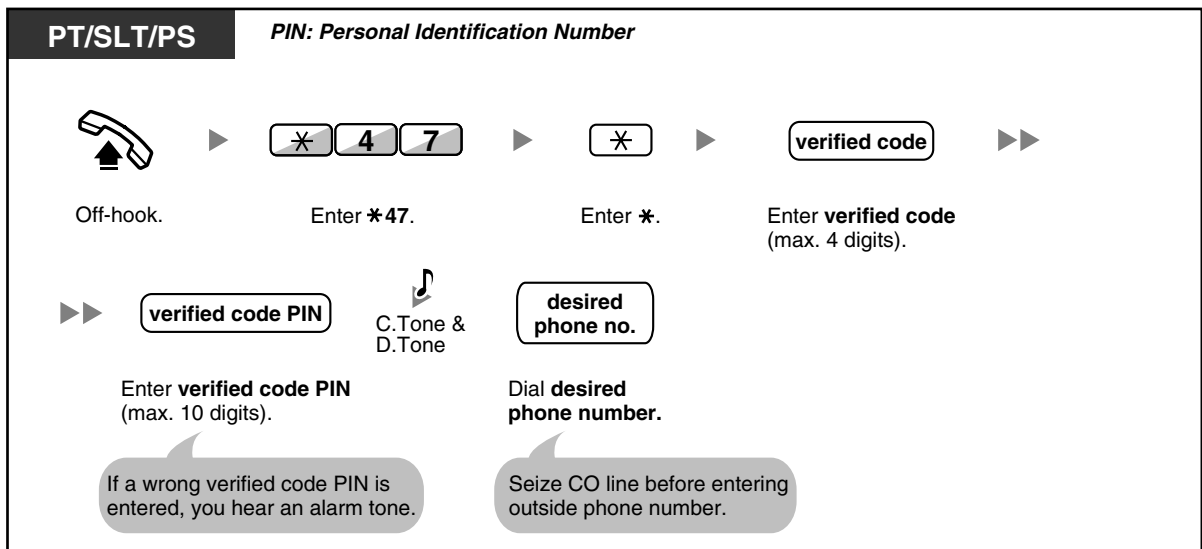 PT/SLT/PS
PIN: Personal Identification Number
* 4 7
*
verified code
Off-hook.
Enter *47.
Enter *.
Enter verified code
(max. 4 digits).
verified code PIN
C.Tone &
D.Tone
desired
phone no.
Enter verified code PIN
(max. 10 digits).
Dial desired
phone number.
If a wrong verified code PIN is
entered, you hear an alarm tone.
Seize CO line before entering
outside phone number.